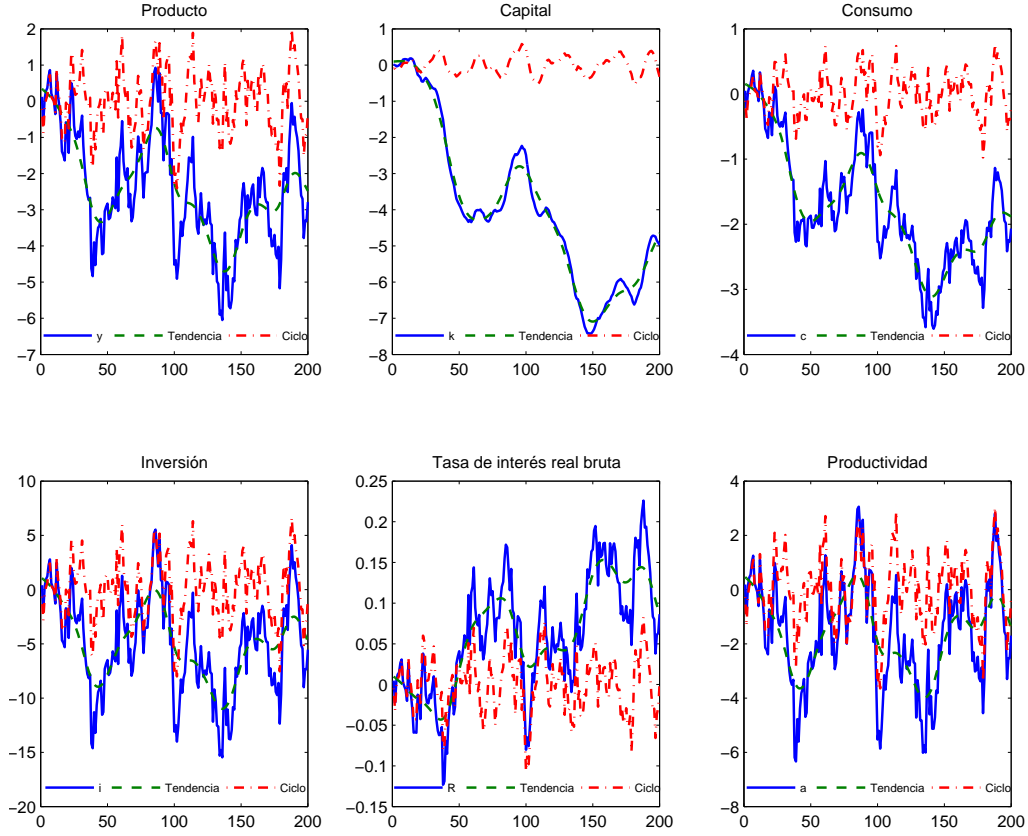 Producto
2
1
0
−1
−2
−3
−4
−5
−6
−7
y Tendencia Ciclo
0 50 100 150 200
Capital
1
0
−1
−2
−3
−4
−5
−6
−7
−8
k Tendencia Ciclo
0 50 100 150 200
Consumo
1
0
−1
−2
−3
−4
c Tendencia Ciclo
0 50 100 150 200
Inversión
10
5
0
−5
−10
−15
−20
i Tendencia Ciclo
0 50 100 150 200
Tasa de interés real bruta
0.25
0.2
0.15
0.1
0.05
0
−0.05
−0.1
−0.15
R Tendencia Ciclo
0 50 100 150 200
Productividad
4
2
0
−2
−4
−6
−8
a Tendencia Ciclo
0 50 100 150 200